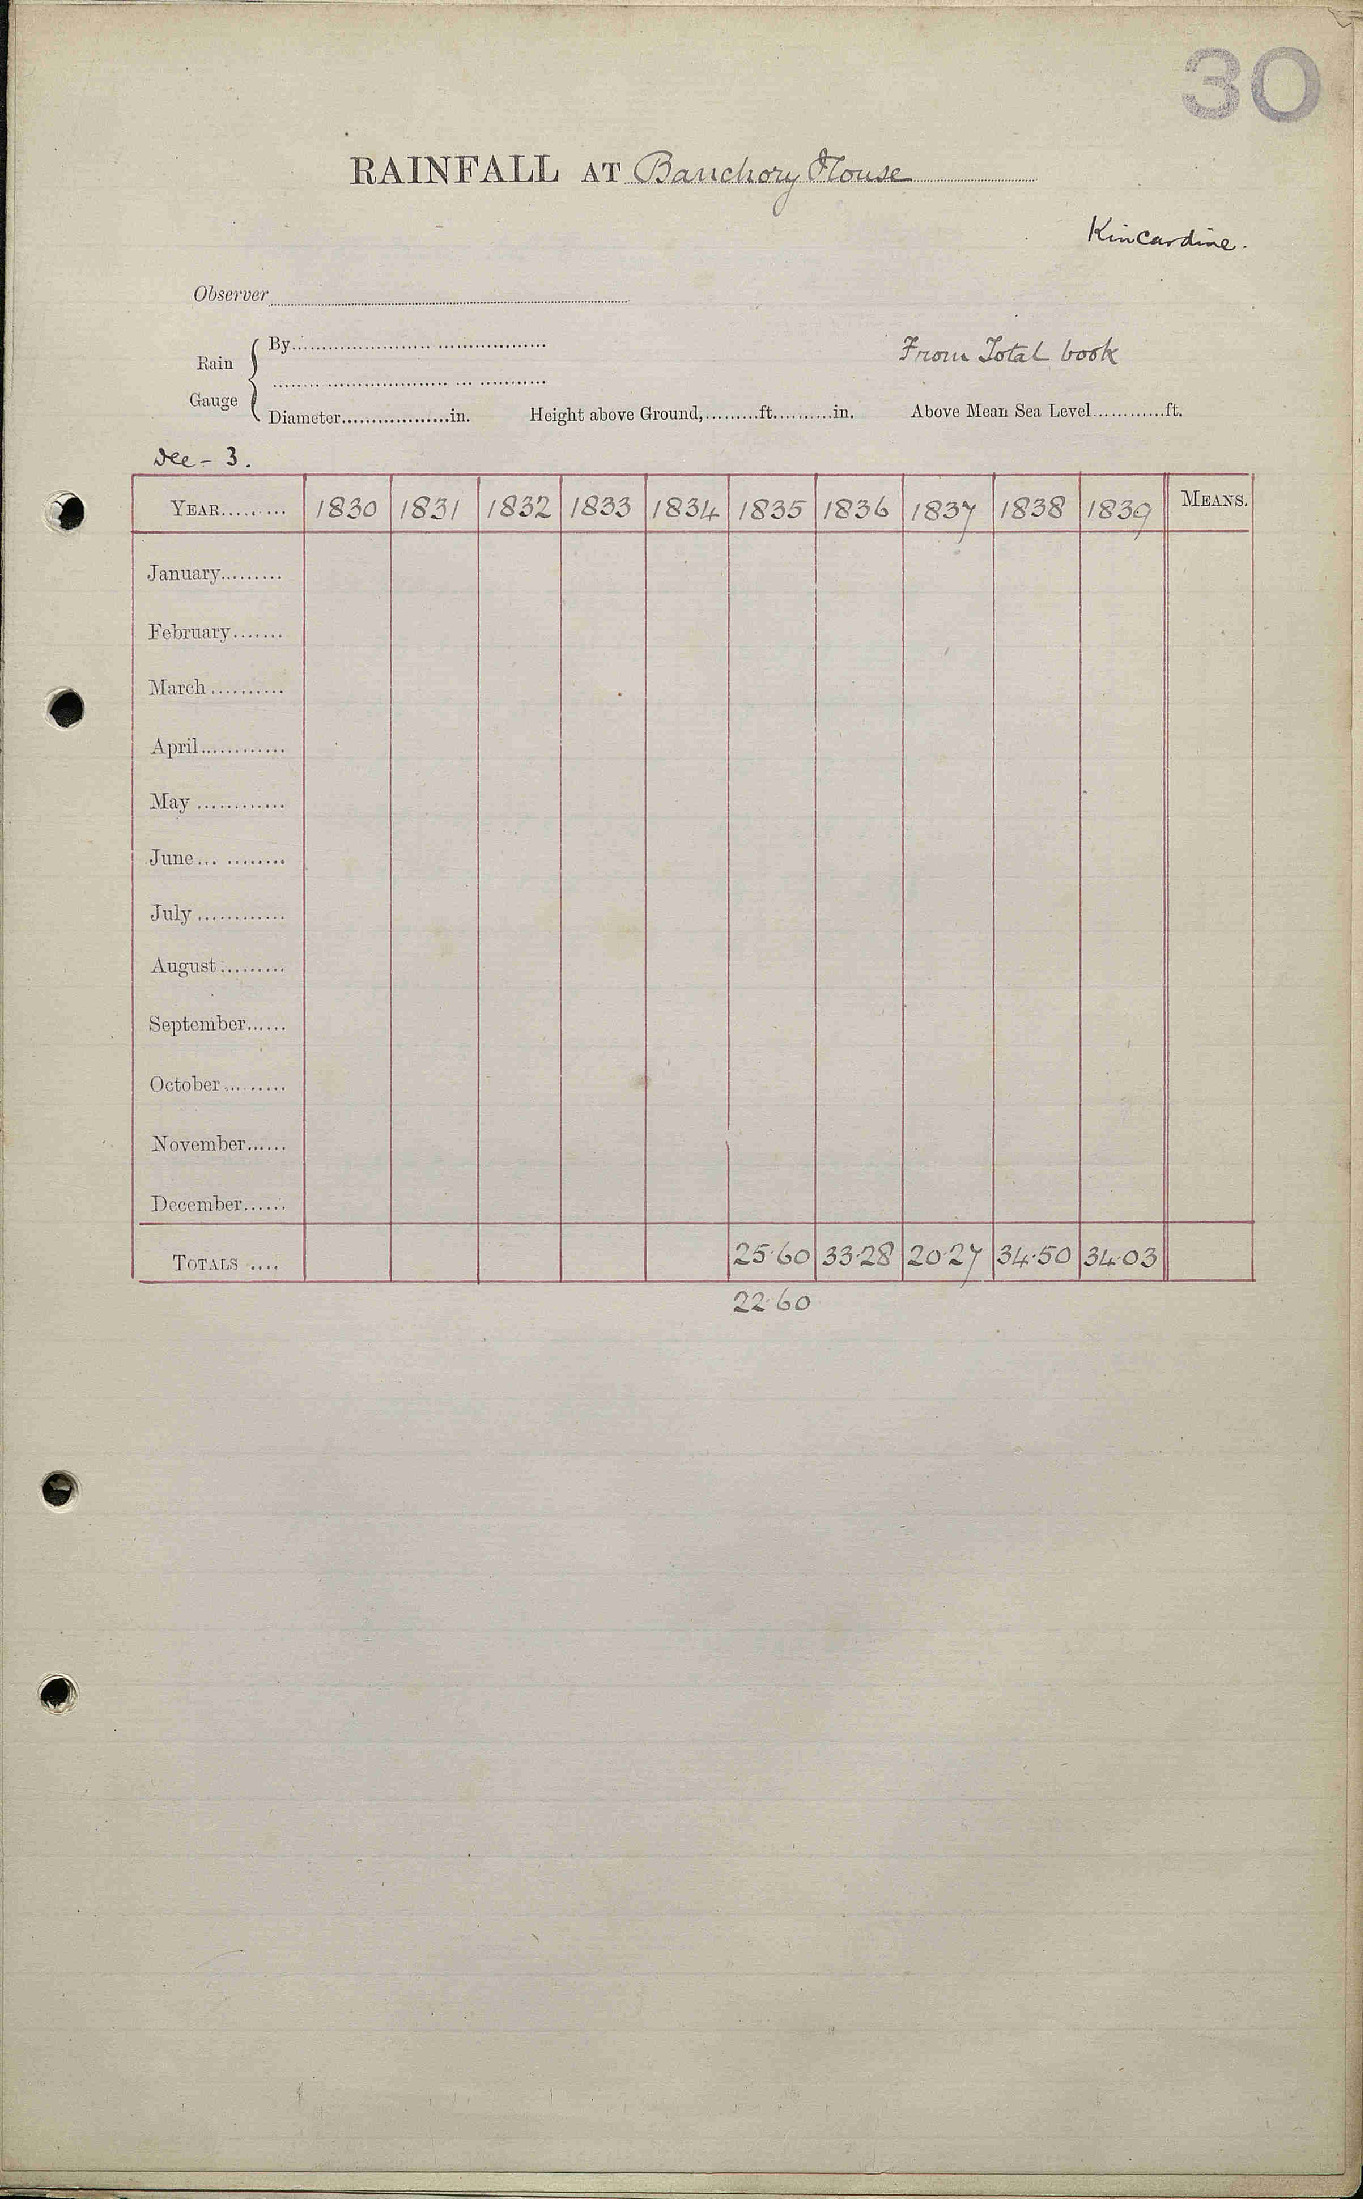 30
RAINFALL AT Banchory House
Kincardine.
Observer
Rain Gauge { By
From Total book
Diameter..................in. Height above Ground,.........ft..........in. Above Mean Sea Level............ft.
Dee - 3.
YEAR......... 1830 1831 1832 1833 1834 1835 1836 1837 1838 1839 MEANS.
January.........
February.......
March..........
April............
May ............
June... ........
July ............
August .........
September......
October.........
November......
December......
TOTALS .... 25.60 33.28 20.27 34.50 34.03
22.60